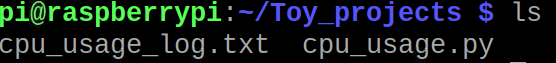 pi@raspberrypi:~/Toy_projects $ ls
cpu_usage_log.txt  cpu_usage.py